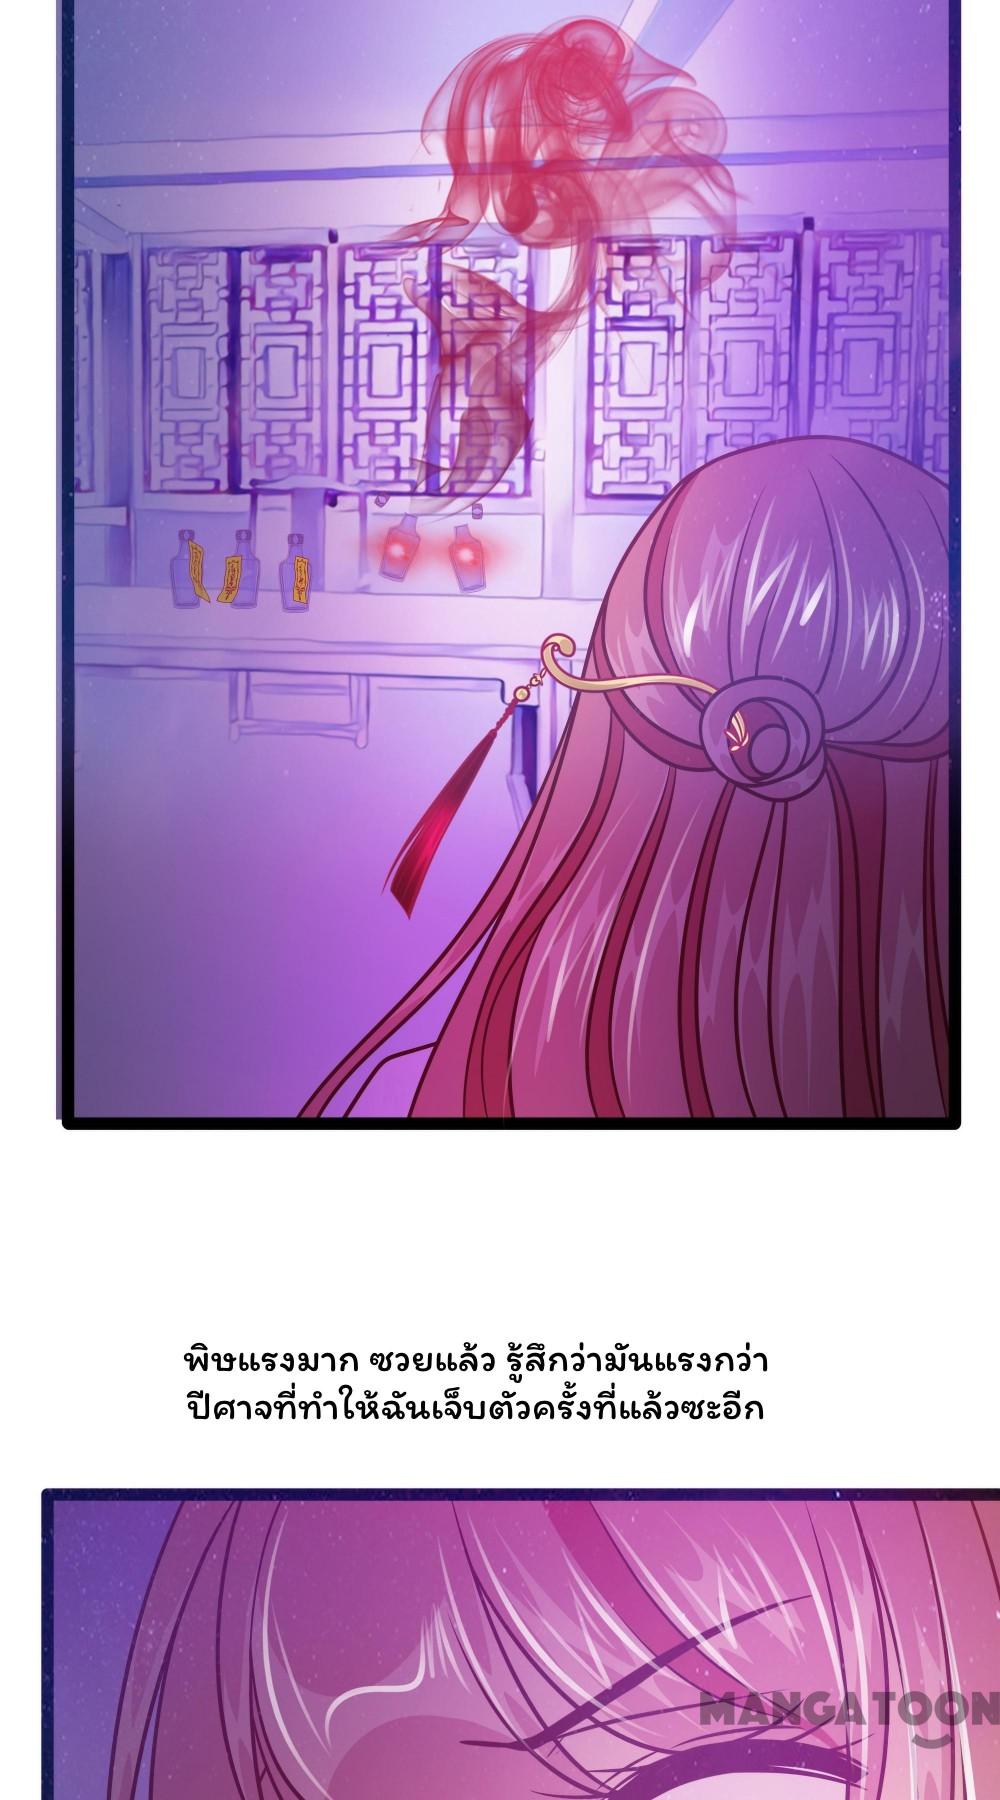 พิษแรงมาก ซวยแล้ว รู้สึกว่ามันแรงกว่า
ปีศาจที่ทำให้ฉันเจ็บตัวครั้งที่แล้วซะอีก
MANGATOON